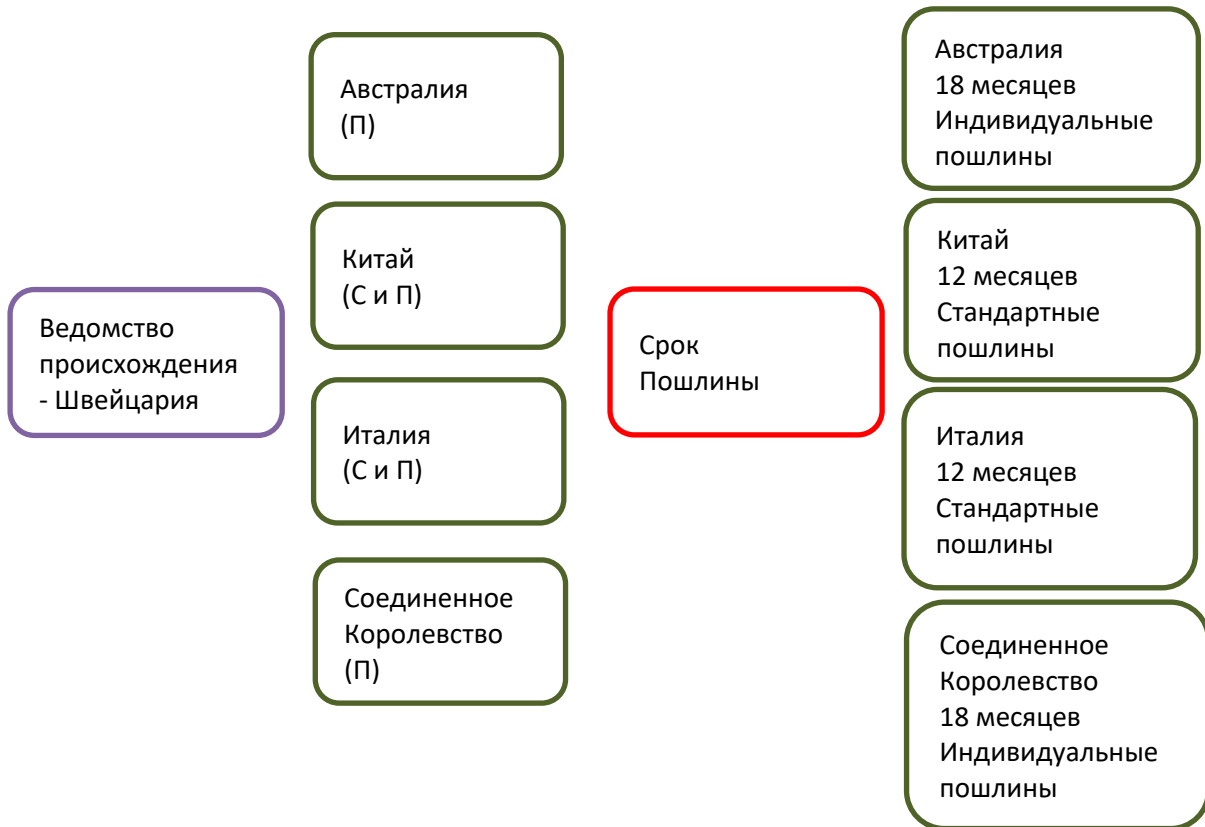 Ведомство
происхождения
- Швейцария
Австралия
(П)
Китай
(С и П)
Италия
(С и П)
Соединенное
Королевство
(П)
Срок
Пошлины
Австралия
18 месяцев
Индивидуальные
пошлины
Китай
12 месяцев
Стандартные
пошлины
Италия
12 месяцев
Стандартные
пошлины
Соединенное
Королевство
18 месяцев
Индивидуальные
пошлины